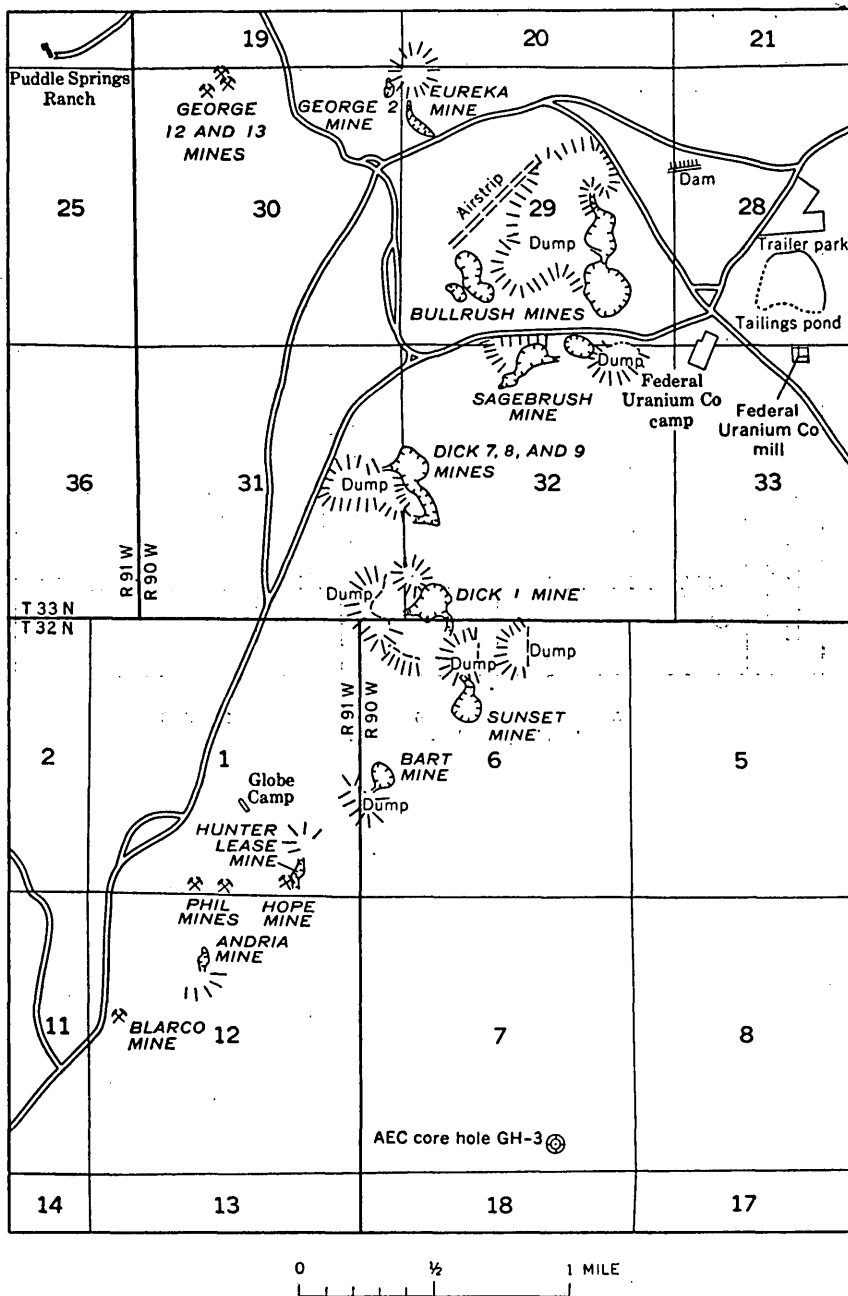 19
20
21
Puddle Springs
Ranch
GEORGE
12 AND 13
MINES
GEORGE 2
MINE
EUREKA
MINE
25
30
Airstrip
29
Dump
Dam
28
Trailer park
Tailings pond
BULLRUSH MINES
SAGEBRUSH
MINE
Dump
Federal
Uranium Co
camp
Federal
Uranium Co
mill
36
31
Dump
DICK 7, 8, AND 9
MINES
32
33
R 91 W
R 90 W
T 33 N
T 32 N
Dump
DICK 1 MINE
Dump
Dump
R 91 W
R 90 W
SUNSET
MINE
2
1
6
5
BART
MINE
Dump
Globe
Camp
HUNTER
LEASE
MINE
PHIL
MINES
HOPE
MINE
ANDRIA
MINE
11
BLARCO
MINE
12
7
8
AEC core hole GH-3
14
13
18
17
0
½
1 MILE